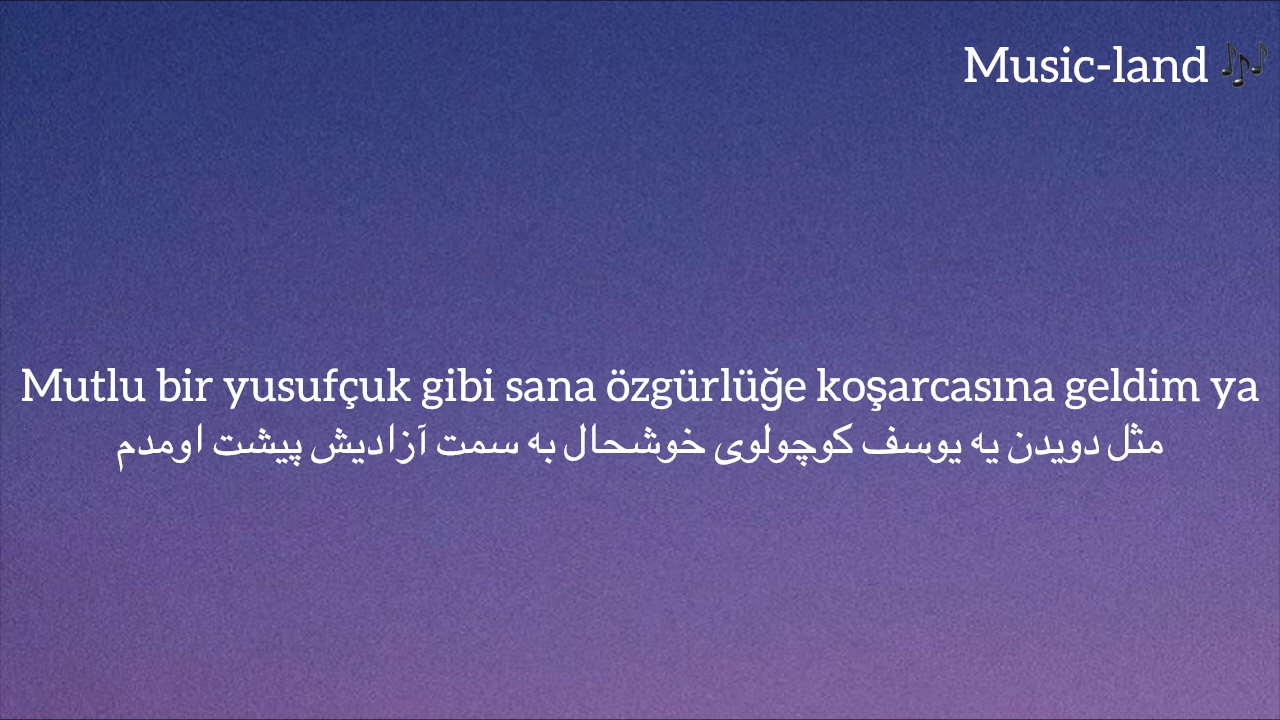 Music-land 🎶
Mutlu bir yusufçuk gibi sana özgürlüğe koşarcasına geldim ya
مثل دویدن یه یوسف کوچولوی خوشحال به سمت آزادیش پیشت اومدم